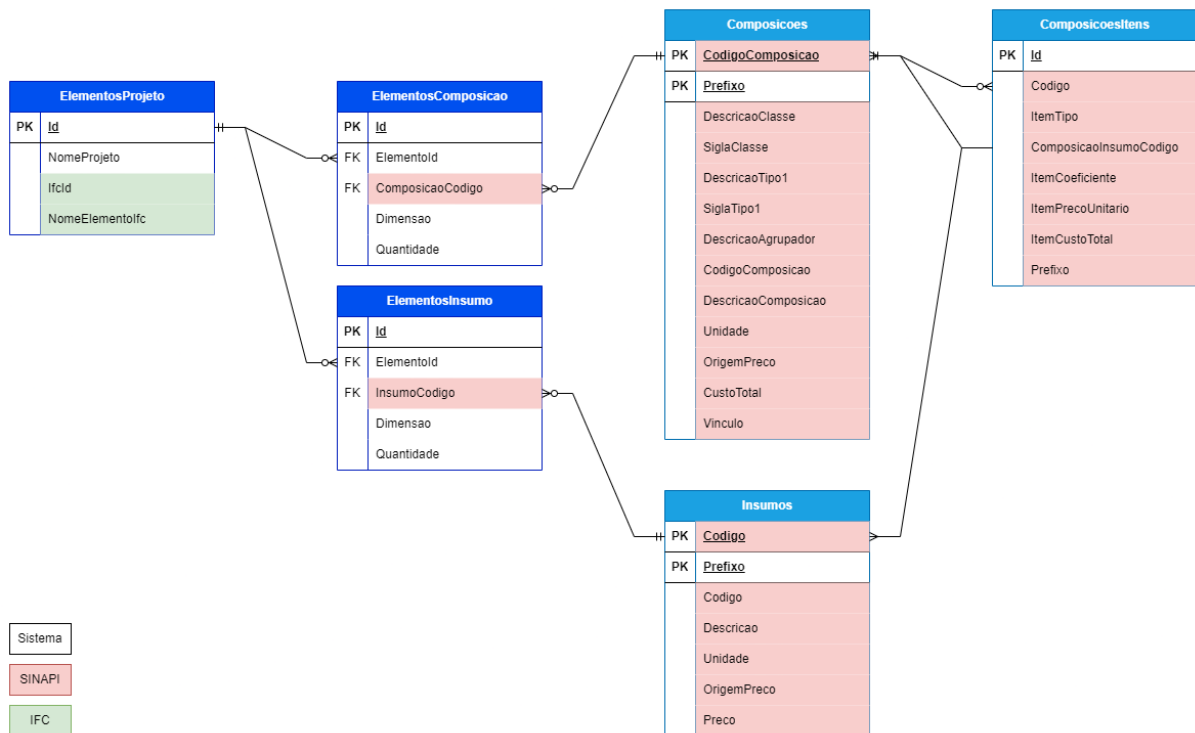 ElementosProjeto
PK Id
NomeProjeto
IfcId
NomeElementoIfc
ElementosComposicao
PK Id
FK ElementoId
FK ComposicaoCodigo
Dimensao
Quantidade
ElementosInsumo
PK Id
FK ElementoId
FK InsumoCodigo
Dimensao
Quantidade
Composicoes
PK CodigoComposicao
PK Prefixo
DescricaoClasse
SiglaClasse
DescricaoTipo1
SiglaTipo1
DescricaoAgrupador
CodigoComposicao
DescricaoComposicao
Unidade
OrigemPreco
CustoTotal
Vinculo
ComposicoesItens
PK Id
Codigo
ItemTipo
ComposicaoInsumoCodigo
ItemCoeficiente
ItemPrecoUnitario
ItemCustoTotal
Prefixo
Insumos
PK Codigo
PK Prefixo
Codigo
Descricao
Unidade
OrigemPreco
Preco
Sistema
SINAPI
IFC